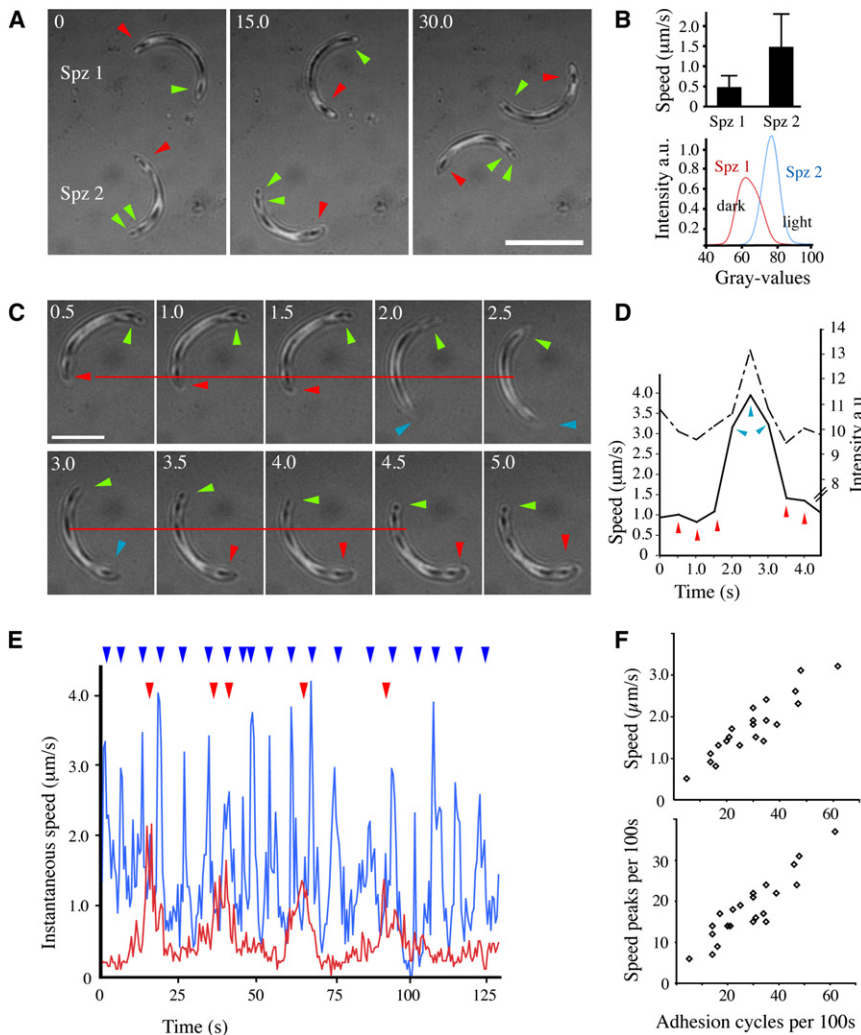 A
0
15.0
30.0
Spz 1
Spz 2
B
Speed (µm/s)
2.0
1.5
1.0
0.5
0
Spz 1 Spz 2
Intensity a.u.
1.0
0.8
0.6
0.4
0.2
Spz 1
Spz 2
dark
light
40 60 80 100
Gray-values
C
0.5
1.0
1.5
2.0
2.5
3.0
3.5
4.0
4.5
5.0
D
Speed (µm/s)
4.0
3.5
3.0
2.5
2.0
1.5
1.0
0.5
0
14
13
12
11
10
9
8
Intensity a.u.
0 1.0 2.0 3.0 4.0
Time (s)
E
Instantaneous speed (µm/s)
4.0
3.0
2.0
1.0
0
0 25 50 75 100 125
Time (s)
F
Speed (µm/s)
3.0
2.0
1.0
0
Speed peaks per 100s
30
20
10
0
0 20 40 60
Adhesion cycles per 100s